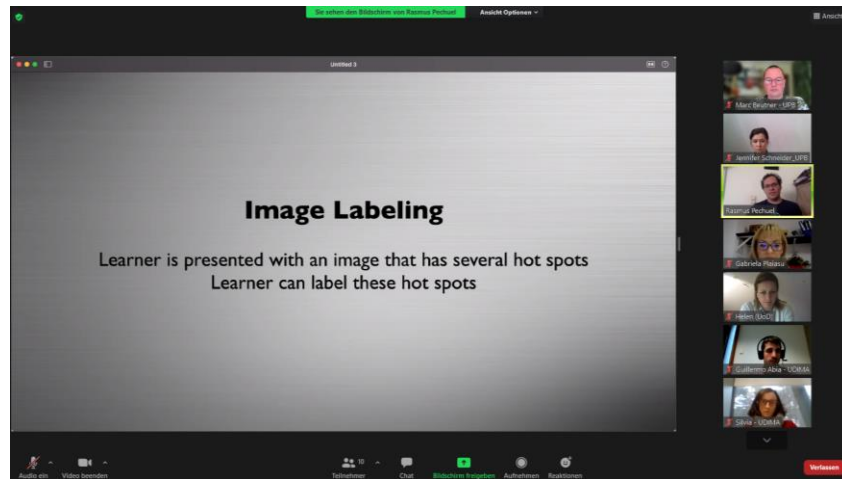 Sie sehen den Bildschirm von Rasmus Pechuel
Ansicht Optionen
Ansicht
Untitled 3
Image Labeling
Learner is presented with an image that has several hot spots
Learner can label these hot spots
Marc Beutner - UPB
Jennifer Schneider_UPB
Rasmus Pechuel
Gabriela Plaiasu
Helen (UoD)
Guillermo Abia - UDIMA
Silvia - UDIMA
Audio ein
Video beenden
Teilnehmer
10
Chat
Bildschirm freigeben
Aufnehmen
Reaktionen
Verlassen